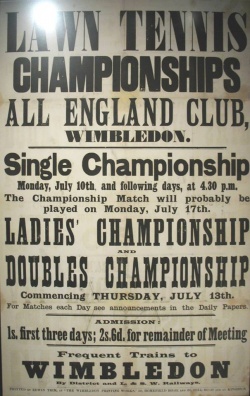 LAWN TENNIS
CHAMPIONSHIPS
ALL ENGLAND CLUB,
WIMBLEDON.
Single Championship
Monday, July 10th, and following days, at 4.30 p.m.
The Championship Match will probably be
played on Monday, July 17th.
LADIES' CHAMPIONSHIP
AND
DOUBLES CHAMPIONSHIP
Commencing THURSDAY, JULY 13th.
For Matches each Day see announcements in the Daily Papers.
ADMISSION:
1s. first three days; 2s.6d. for remainder of Meeting
Frequent Trains to
WIMBLEDON
By District and L. & S. W. Railways.